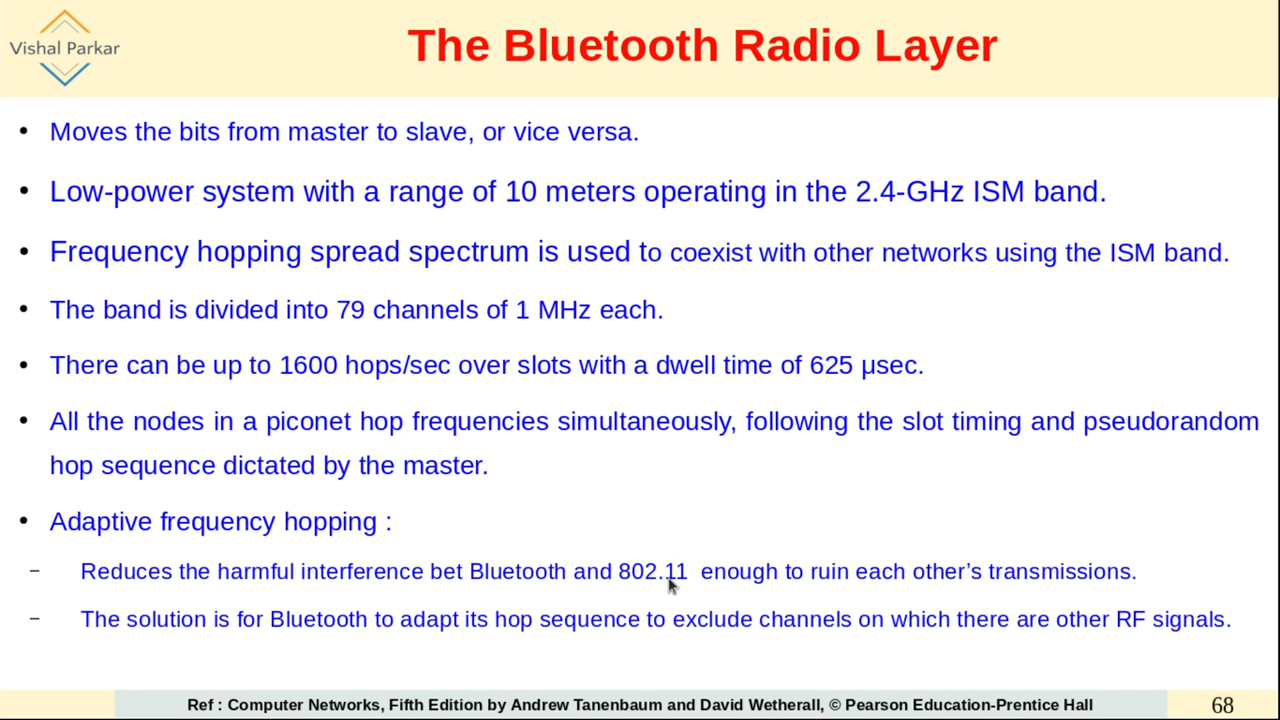 Vishal Parkar
The Bluetooth Radio Layer
• Moves the bits from master to slave, or vice versa.
• Low-power system with a range of 10 meters operating in the 2.4-GHz ISM band.
• Frequency hopping spread spectrum is used to coexist with other networks using the ISM band.
• The band is divided into 79 channels of 1 MHz each.
• There can be up to 1600 hops/sec over slots with a dwell time of 625 μsec.
• All the nodes in a piconet hop frequencies simultaneously, following the slot timing and pseudorandom
hop sequence dictated by the master.
• Adaptive frequency hopping :
– Reduces the harmful interference bet Bluetooth and 802.11 enough to ruin each other’s transmissions.
– The solution is for Bluetooth to adapt its hop sequence to exclude channels on which there are other RF signals.
Ref : Computer Networks, Fifth Edition by Andrew Tanenbaum and David Wetherall, © Pearson Education-Prentice Hall
68